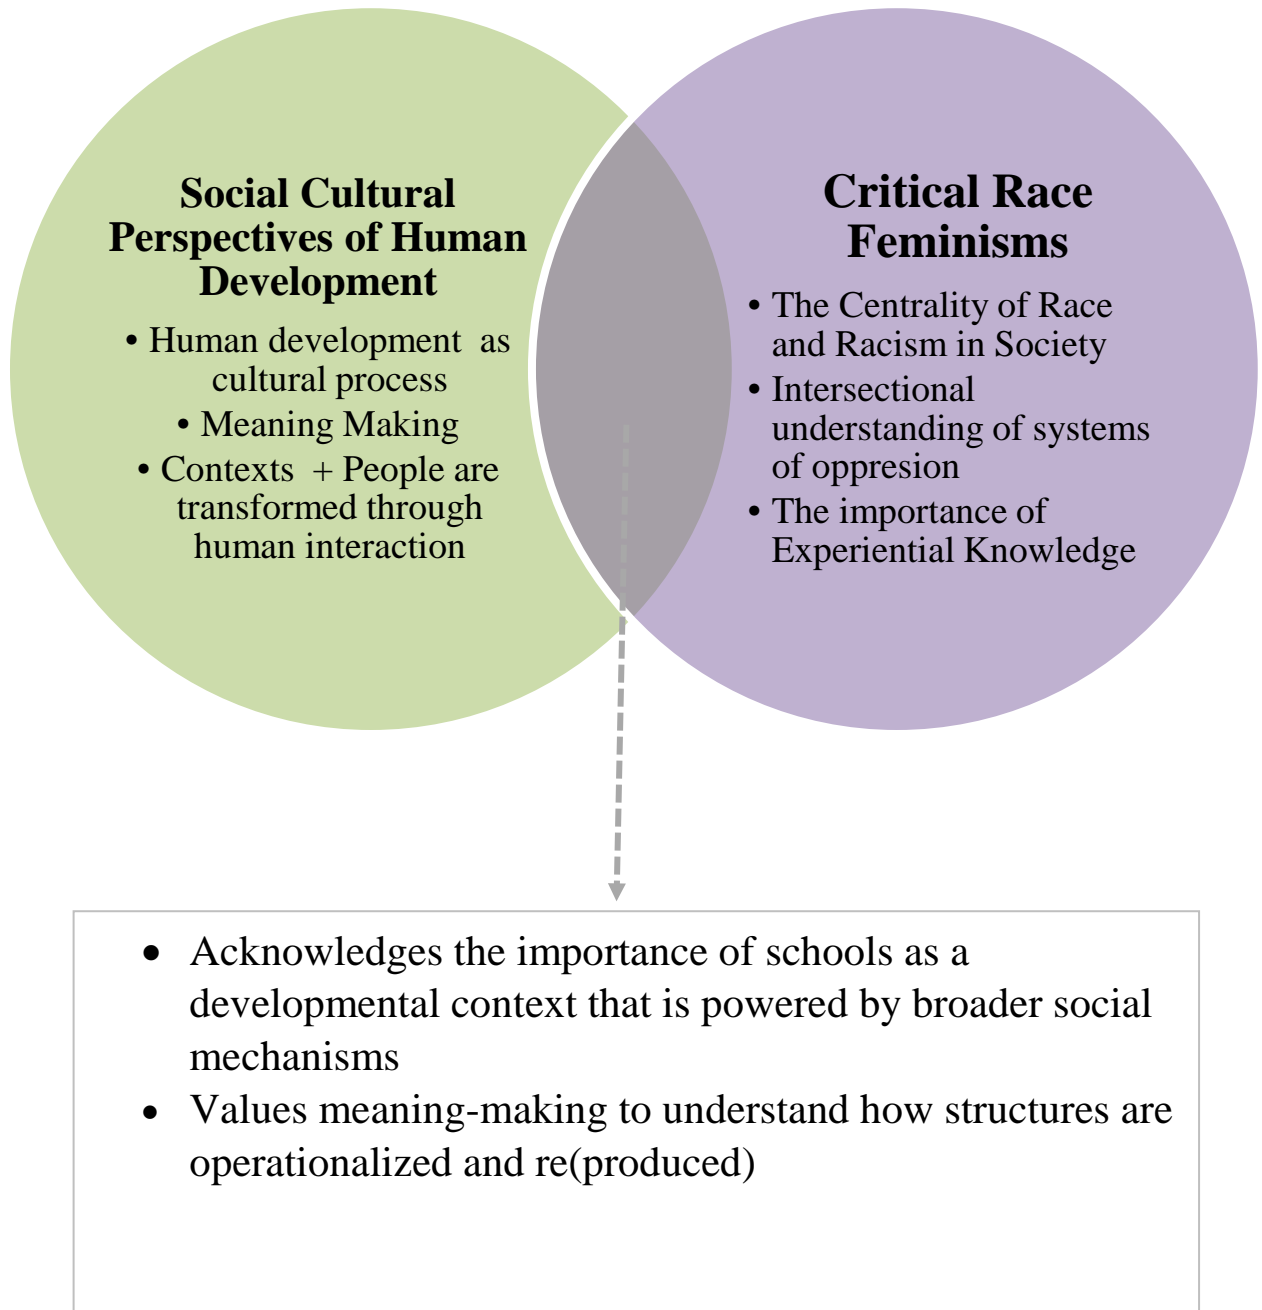 Social Cultural
Perspectives of Human
Development
• Human development  as
cultural process
• Meaning Making
• Contexts  + People are
transformed through
human interaction
Critical Race
Feminisms
• The Centrality of Race
and Racism in Society
• Intersectional
understanding of systems
of oppresion
• The importance of
Experiential Knowledge
• Acknowledges the importance of schools as a
developmental context that is powered by broader social
mechanisms
• Values meaning-making to understand how structures are
operationalized and re(produced)